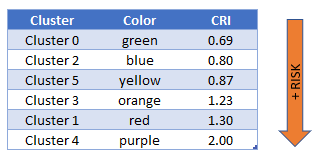 Cluster Color CRI
Cluster 0 green 0.69
Cluster 2 blue 0.80
Cluster 5 yellow 0.87
Cluster 3 orange 1.23
Cluster 1 red 1.30
Cluster 4 purple 2.00
+ RISK